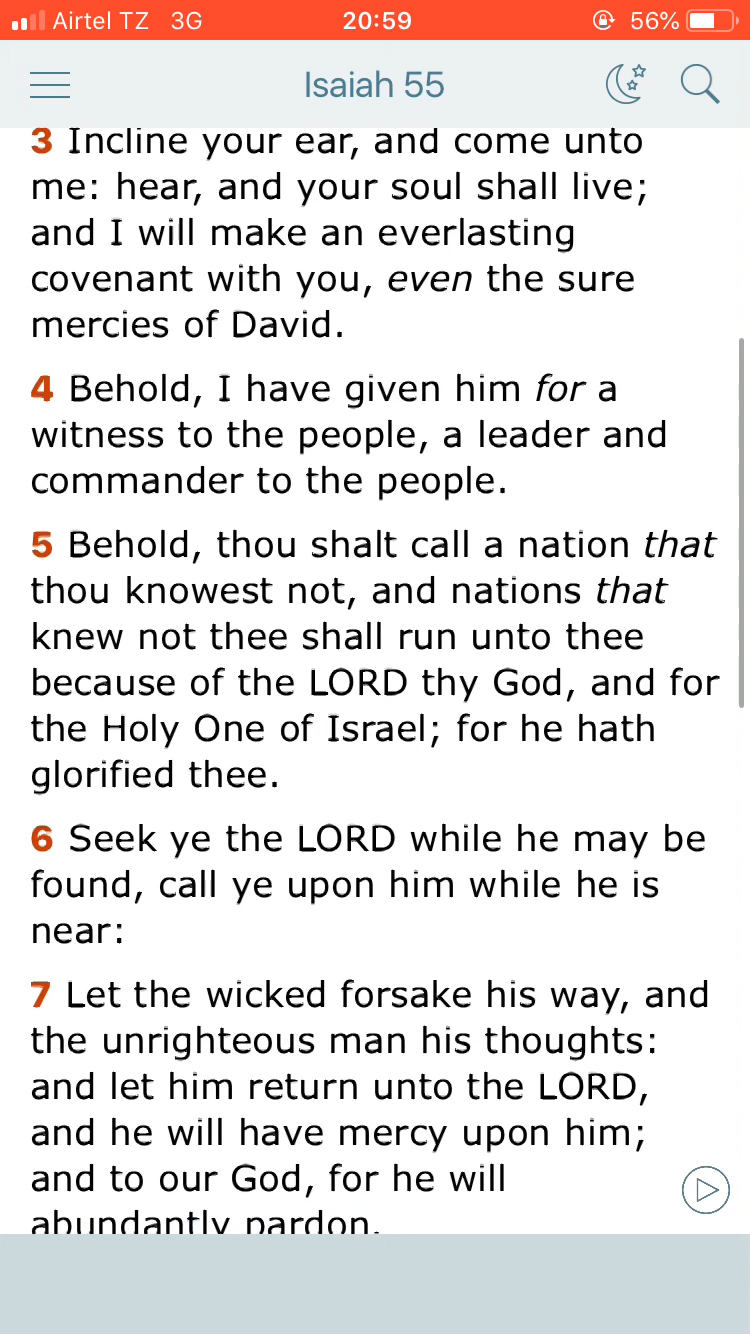 Airtel TZ 3G 20:59 56%
Isaiah 55
3 Incline your ear, and come unto
me: hear, and your soul shall live;
and I will make an everlasting
covenant with you, even the sure
mercies of David.
4 Behold, I have given him for a
witness to the people, a leader and
commander to the people.
5 Behold, thou shalt call a nation that
thou knowest not, and nations that
knew not thee shall run unto thee
because of the LORD thy God, and for
the Holy One of Israel; for he hath
glorified thee.
6 Seek ye the LORD while he may be
found, call ye upon him while he is
near:
7 Let the wicked forsake his way, and
the unrighteous man his thoughts:
and let him return unto the LORD,
and he will have mercy upon him;
and to our God, for he will
abundantly pardon.